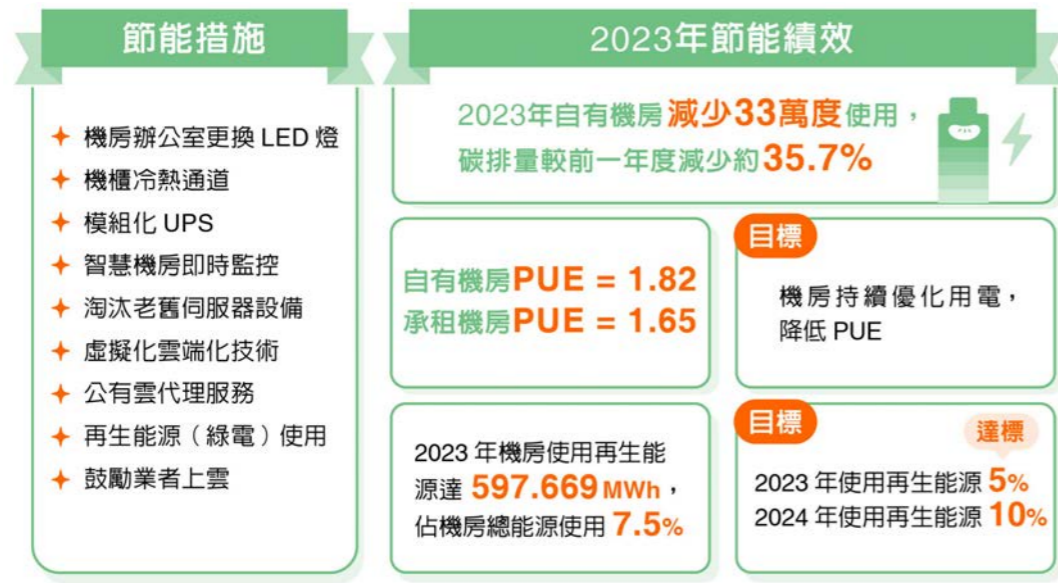 節能措施
機房辦公室更換 LED 燈
機櫃冷熱通道
模組化 UPS
智慧機房即時監控
淘汰老舊伺服器設備
虛擬化雲端化技術
公有雲代理服務
再生能源（綠電）使用
鼓勵業者上雲
2023年節能績效
2023年自有機房減少33萬度使用，
碳排量較前一年度減少約35.7%
自有機房PUE = 1.82
承租機房PUE = 1.65
目標
機房持續優化用電，
降低 PUE
2023 年機房使用再生能
源達 597.669 MWh，
佔機房總能源使用 7.5%
目標
達標
2023 年使用再生能源 5%
2024 年使用再生能源 10%